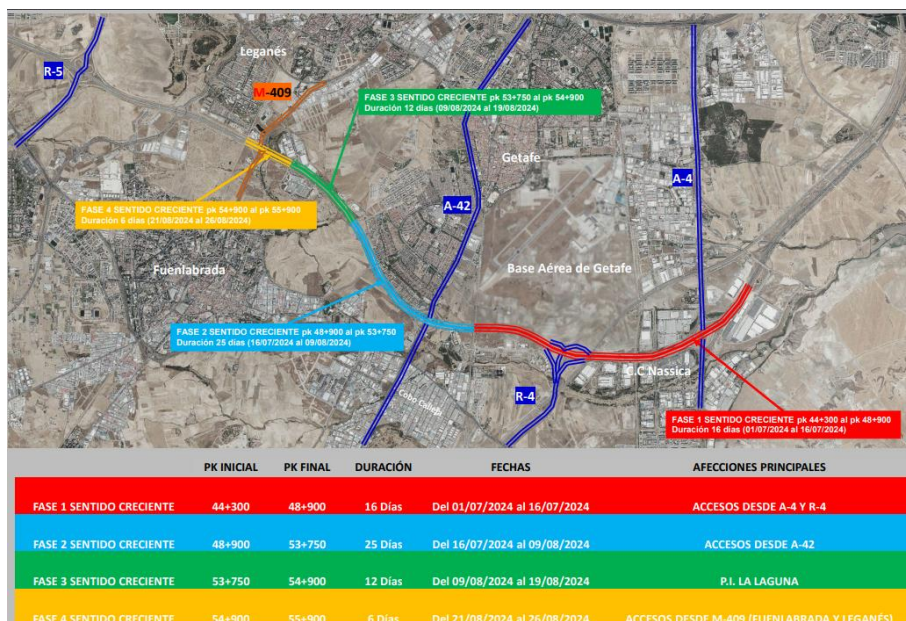 Leganés
R-5
M-409
FASE 3 SENTIDO CRECIENTE pk 53+750 al pk 54+900
Duración 12 días (09/08/2024 al 19/08/2024)
Getafe
A-4
A-42
FASE 4 SENTIDO CRECIENTE pk 54+900 al pk 55+900
Duración 6 días (21/08/2024 al 26/08/2024)
Fuenlabrada
Base Aérea de Getafe
FASE 2 SENTIDO CRECIENTE pk 48+900 al pk 53+750
Duración 25 días (16/07/2024 al 09/08/2024)
C.C Nassica
R-4
Cobo Calleja
FASE 1 SENTIDO CRECIENTE pk 44+300 al pk 48+900
Duración 16 días (01/07/2024 al 16/07/2024)
PK INICIAL PK FINAL DURACIÓN FECHAS AFECCIONES PRINCIPALES
FASE 1 SENTIDO CRECIENTE 44+300 48+900 16 Días Del 01/07/2024 al 16/07/2024 ACCESOS DESDE A-4 Y R-4
FASE 2 SENTIDO CRECIENTE 48+900 53+750 25 Días Del 16/07/2024 al 09/08/2024 ACCESOS DESDE A-42
FASE 3 SENTIDO CRECIENTE 53+750 54+900 12 Días Del 09/08/2024 al 19/08/2024 P.I. LA LAGUNA
FASE 4 SENTIDO CRECIENTE 54+900 55+900 6 Días Del 21/08/2024 al 26/08/2024 ACCESOS DESDE M-409 (FUENLABRADA Y LEGANÉS)